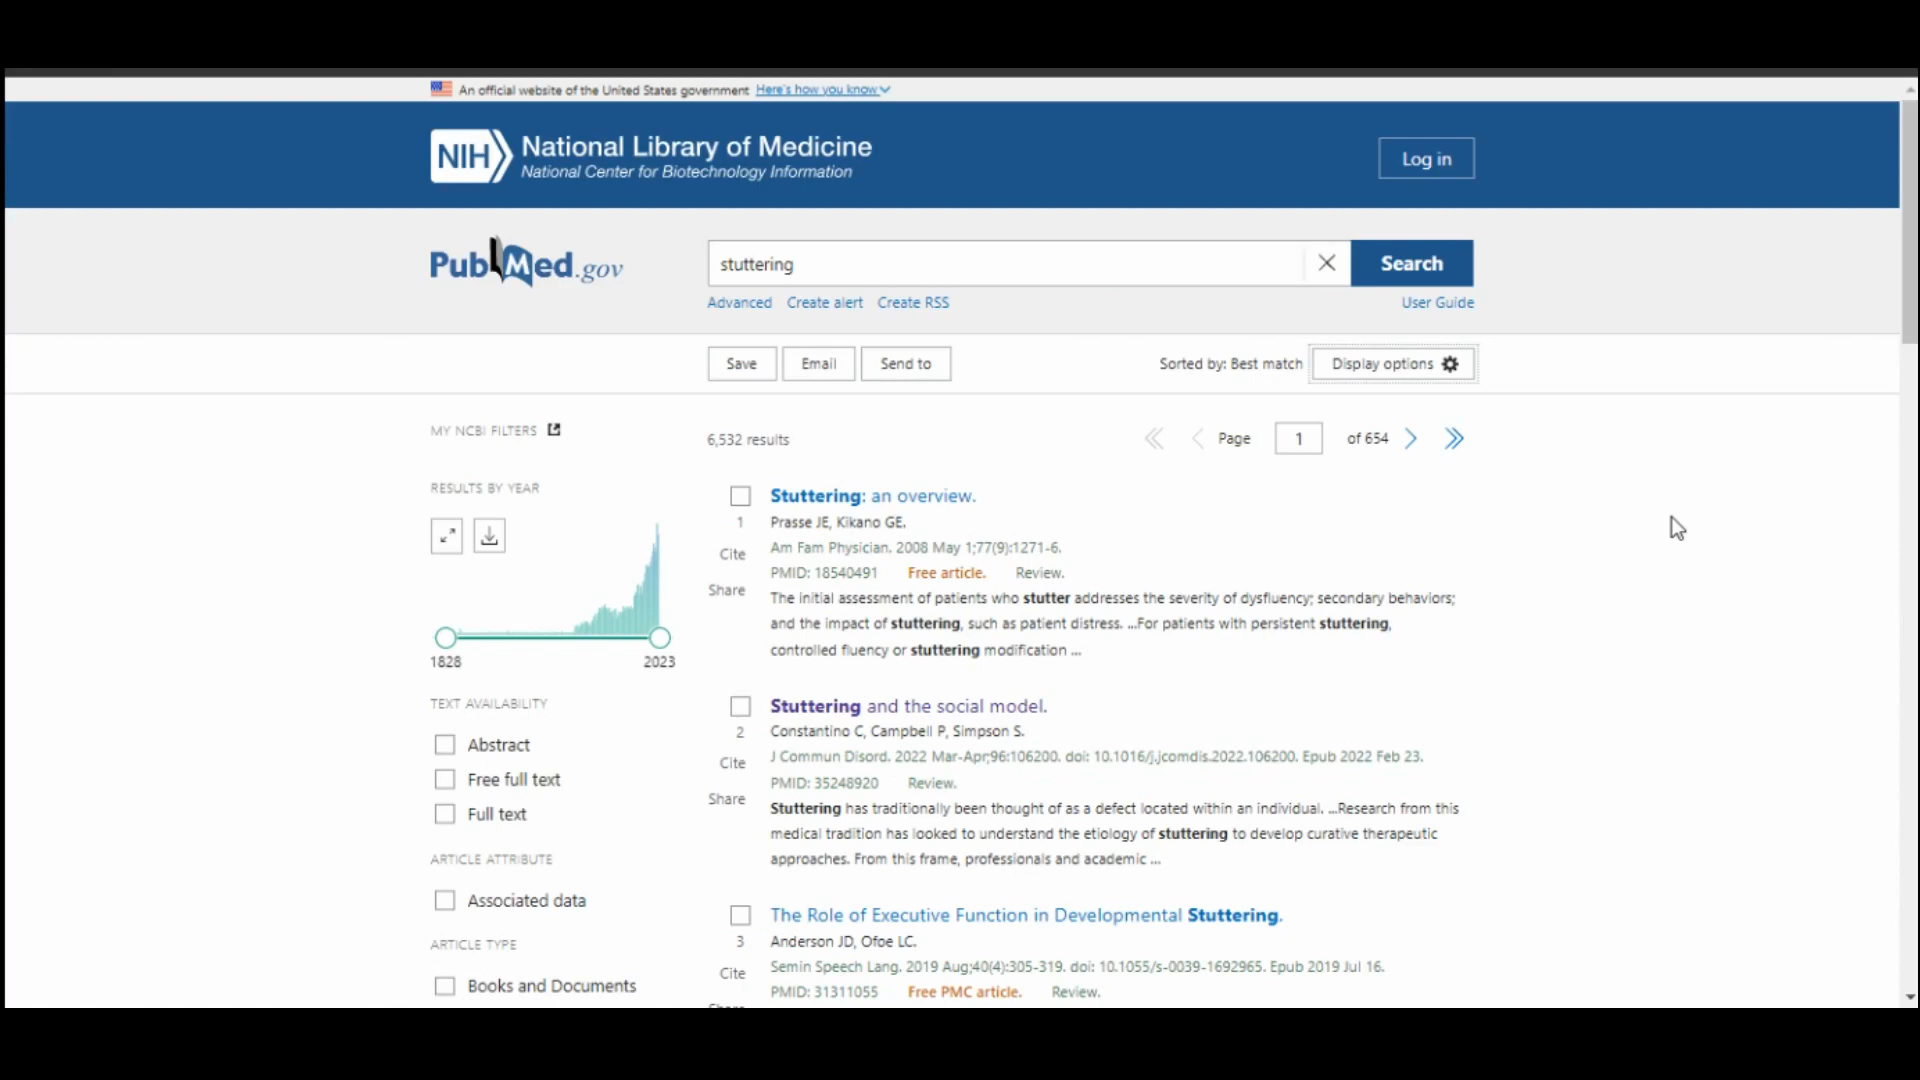 An official website of the United States government Here's how you know
NIH National Library of Medicine
National Center for Biotechnology Information
Log in
PubMed.gov
stuttering
Search
Advanced Create alert Create RSS
User Guide
Save Email Send to
Sorted by: Best match Display options
MY NCBI FILTERS
6,532 results
Page 1 of 654
RESULTS BY YEAR
1828 2023
TEXT AVAILABILITY
Abstract
Free full text
Full text
ARTICLE ATTRIBUTE
Associated data
ARTICLE TYPE
Books and Documents
Stuttering: an overview.
1 Prasse JE, Kikano GE.
Cite Am Fam Physician. 2008 May 1;77(9):1271-6.
PMID: 18540491 Free article. Review.
Share The initial assessment of patients who stutter addresses the severity of dysfluency; secondary behaviors;
and the impact of stuttering, such as patient distress. ...For patients with persistent stuttering,
controlled fluency or stuttering modification ...
Stuttering and the social model.
2 Constantino C, Campbell P, Simpson S.
Cite J Commun Disord. 2022 Mar-Apr;96:106200. doi: 10.1016/j.jcomdis.2022.106200. Epub 2022 Feb 23.
PMID: 35248920 Review.
Share Stuttering has traditionally been thought of as a defect located within an individual. ...Research from this
medical tradition has looked to understand the etiology of stuttering to develop curative therapeutic
approaches. From this frame, professionals and academic ...
The Role of Executive Function in Developmental Stuttering.
3 Anderson JD, Ofoe LC.
Cite Semin Speech Lang. 2019 Aug;40(4):305-319. doi: 10.1055/s-0039-1692965. Epub 2019 Jul 16.
PMID: 31311055 Free PMC article. Review.